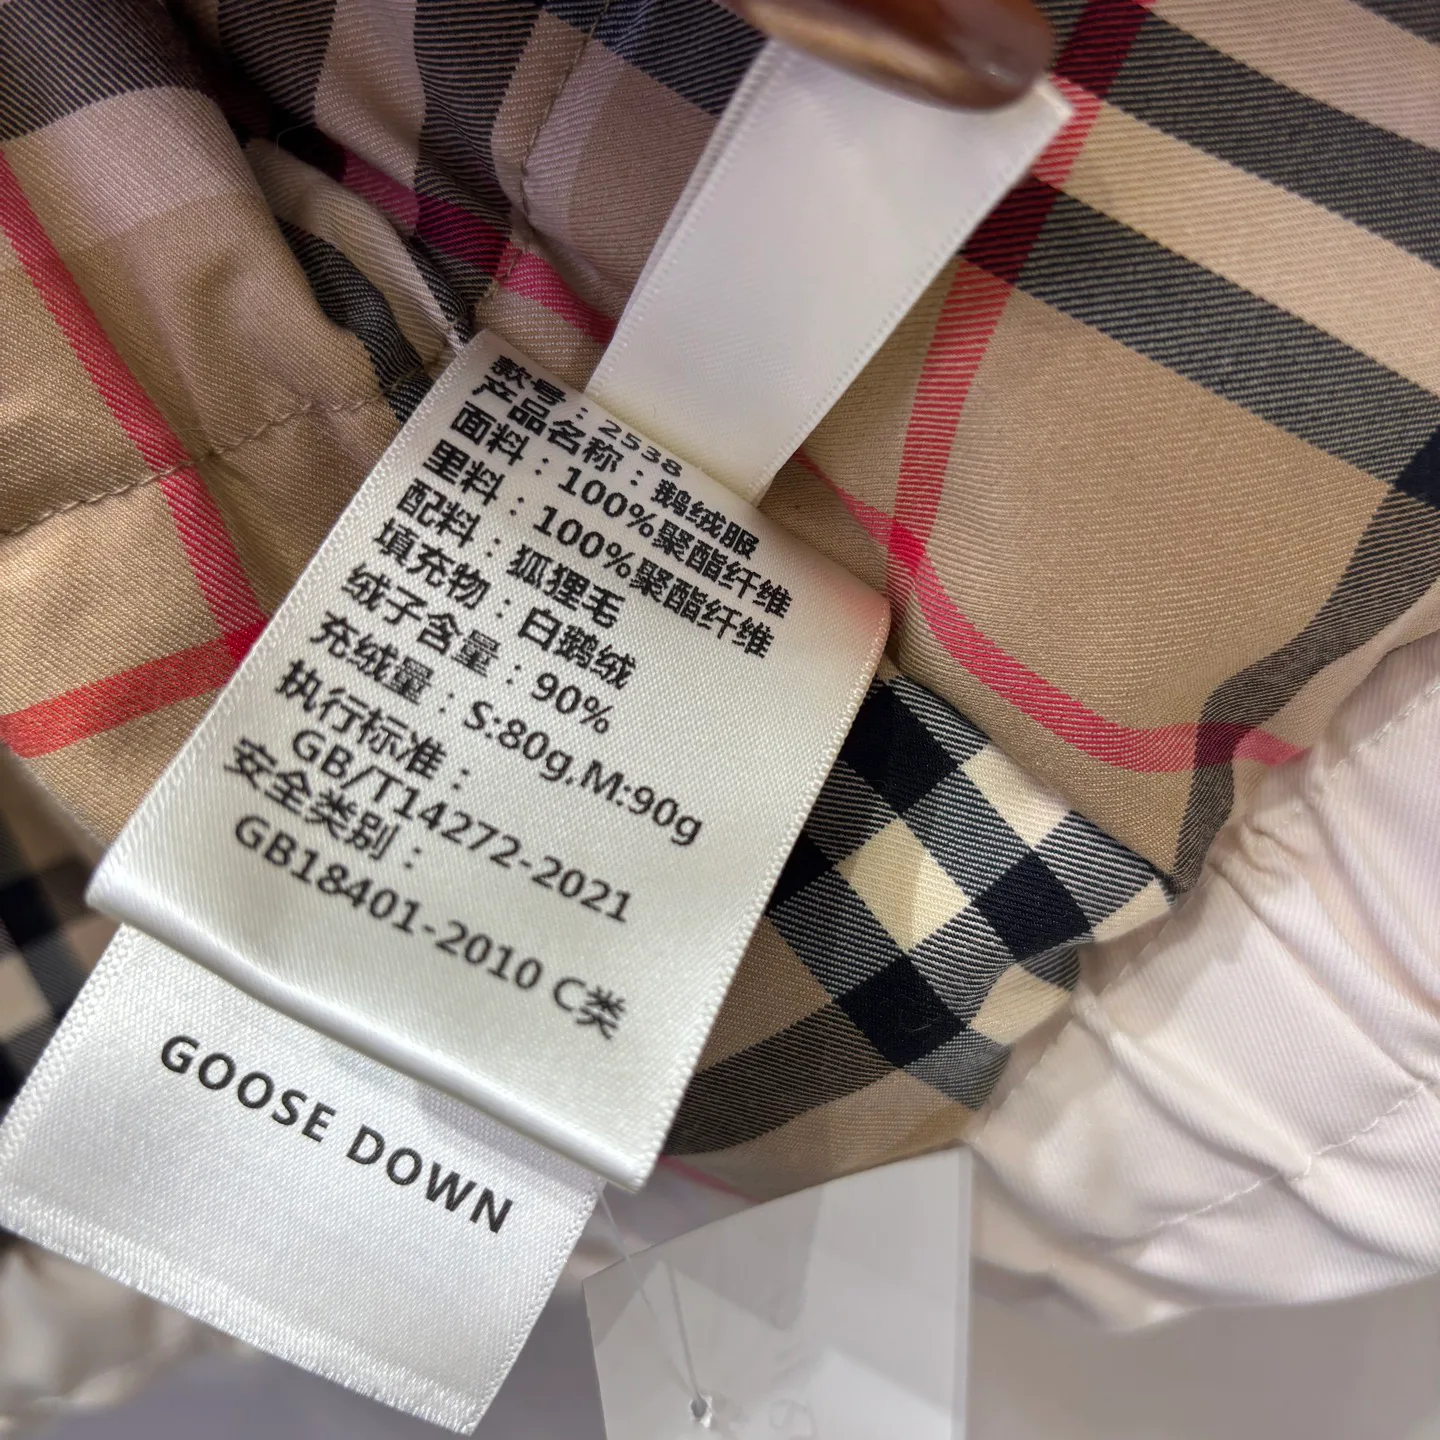 款号：2538
产品名称：鹅绒服
面料：100%聚酯纤维
里料：100%聚酯纤维
配料：狐狸毛
填充物：白鹅绒
绒子含量：90%
充绒量：S:80g,M:90g
执行标准：
GB/T14272-2021
安全类别：
GB18401-2010 C类
GOOSE DOWN